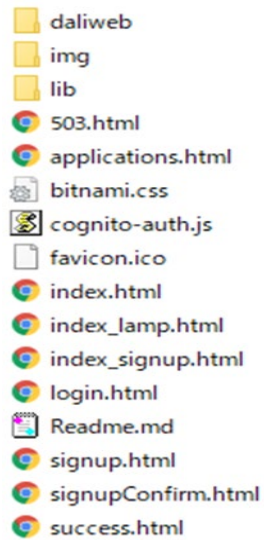 daliweb
img
lib
503.html
applications.html
bitnami.css
cognito-auth.js
favicon.ico
index.html
index_lamp.html
index_signup.html
login.html
Readme.md
signup.html
signupConfirm.html
success.html